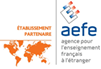 ÉTABLISSEMENT
PARTENAIRE
aefe
agence pour
l'enseignement
français
à l'étranger